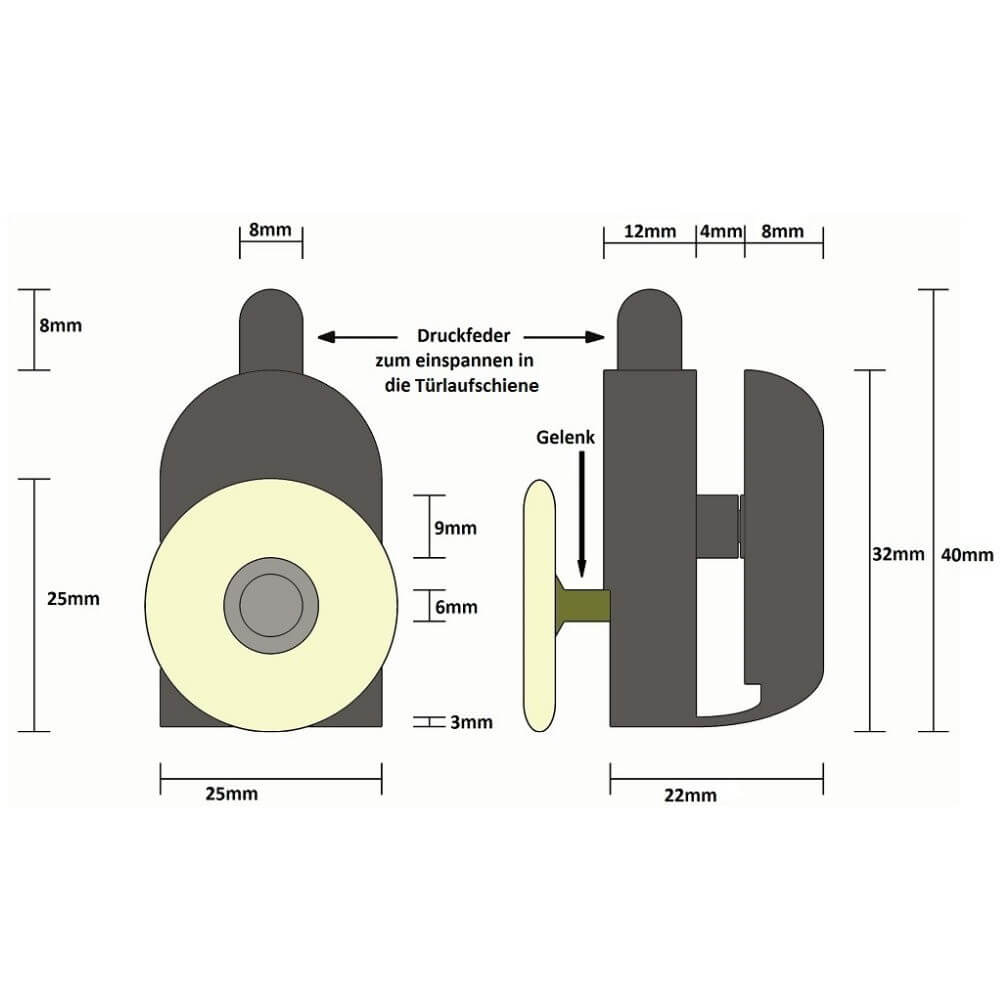 8mm
12mm
4mm
8mm
8mm
Druckfeder
zum einspannen in
die Türlaufschiene
Gelenk
9mm
32mm
40mm
25mm
6mm
3mm
25mm
22mm